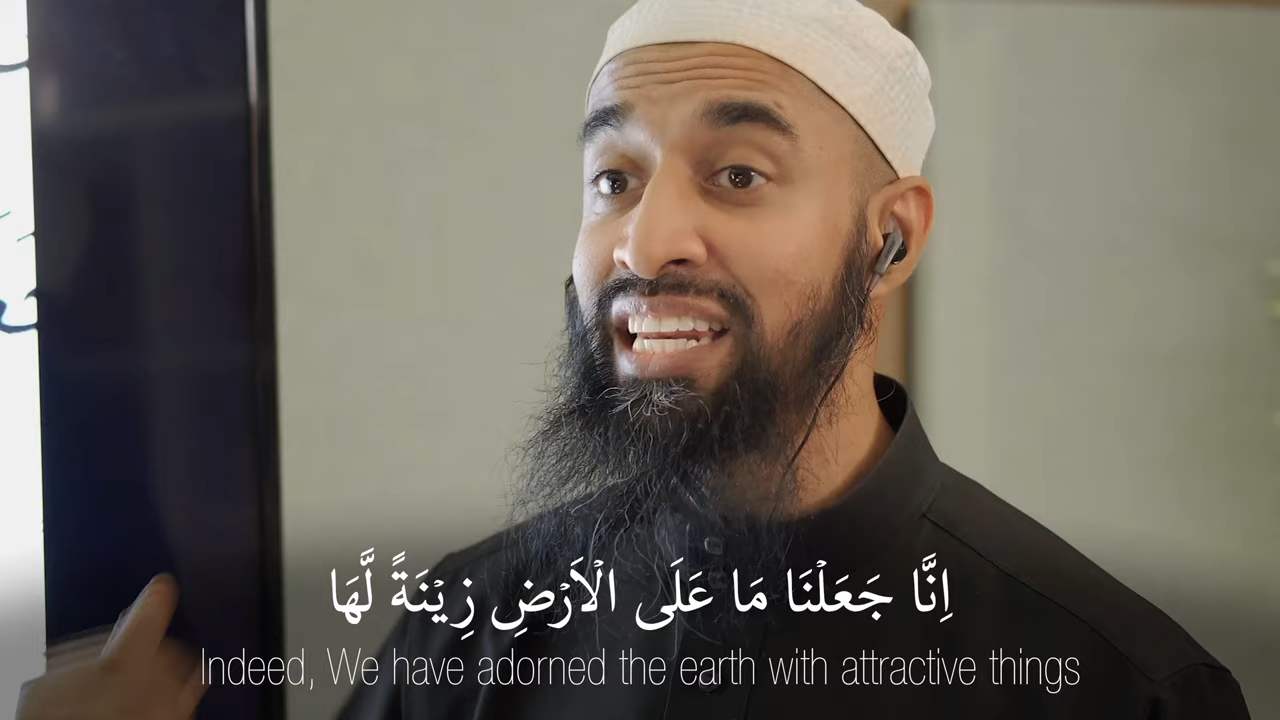 اِنَّا جَعَلْنَا مَا عَلَى الْاَرْضِ زِيْنَةً لَّهَا
Indeed, We have adorned the earth with attractive things